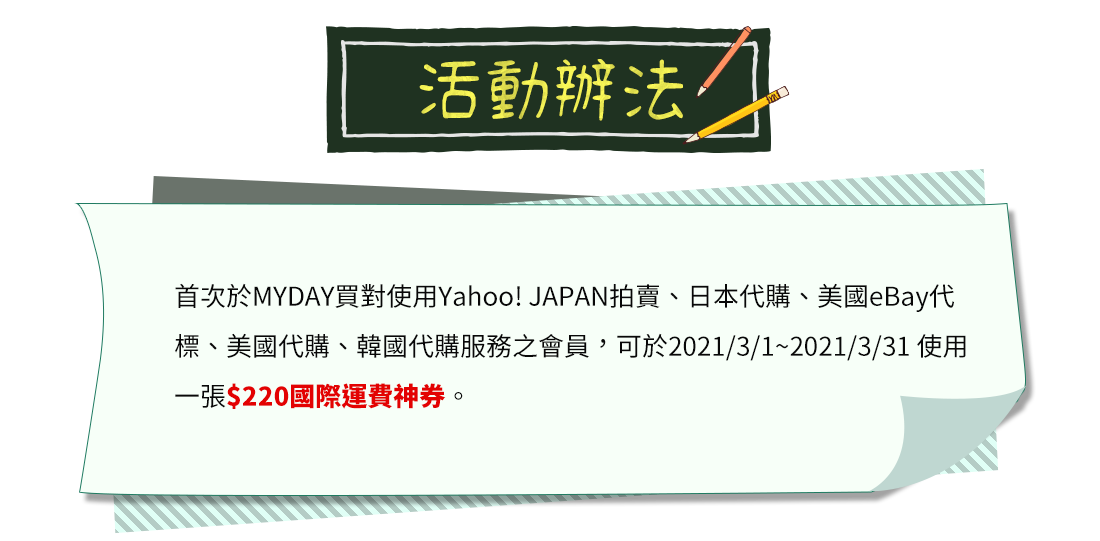 活動辦法
首次於MYDAY買對使用Yahoo! JAPAN拍賣、日本代購、美國eBay代
標、美國代購、韓國代購服務之會員，可於2021/3/1~2021/3/31 使用
一張$220國際運費神券。